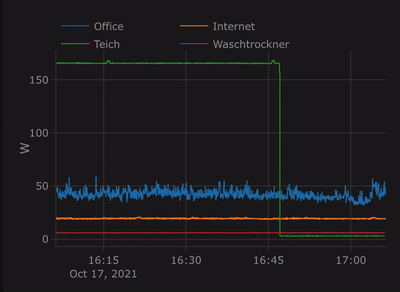 Office Internet
Teich Waschtrockner
150
100
W
50
0
16:15 16:30 16:45 17:00
Oct 17, 2021